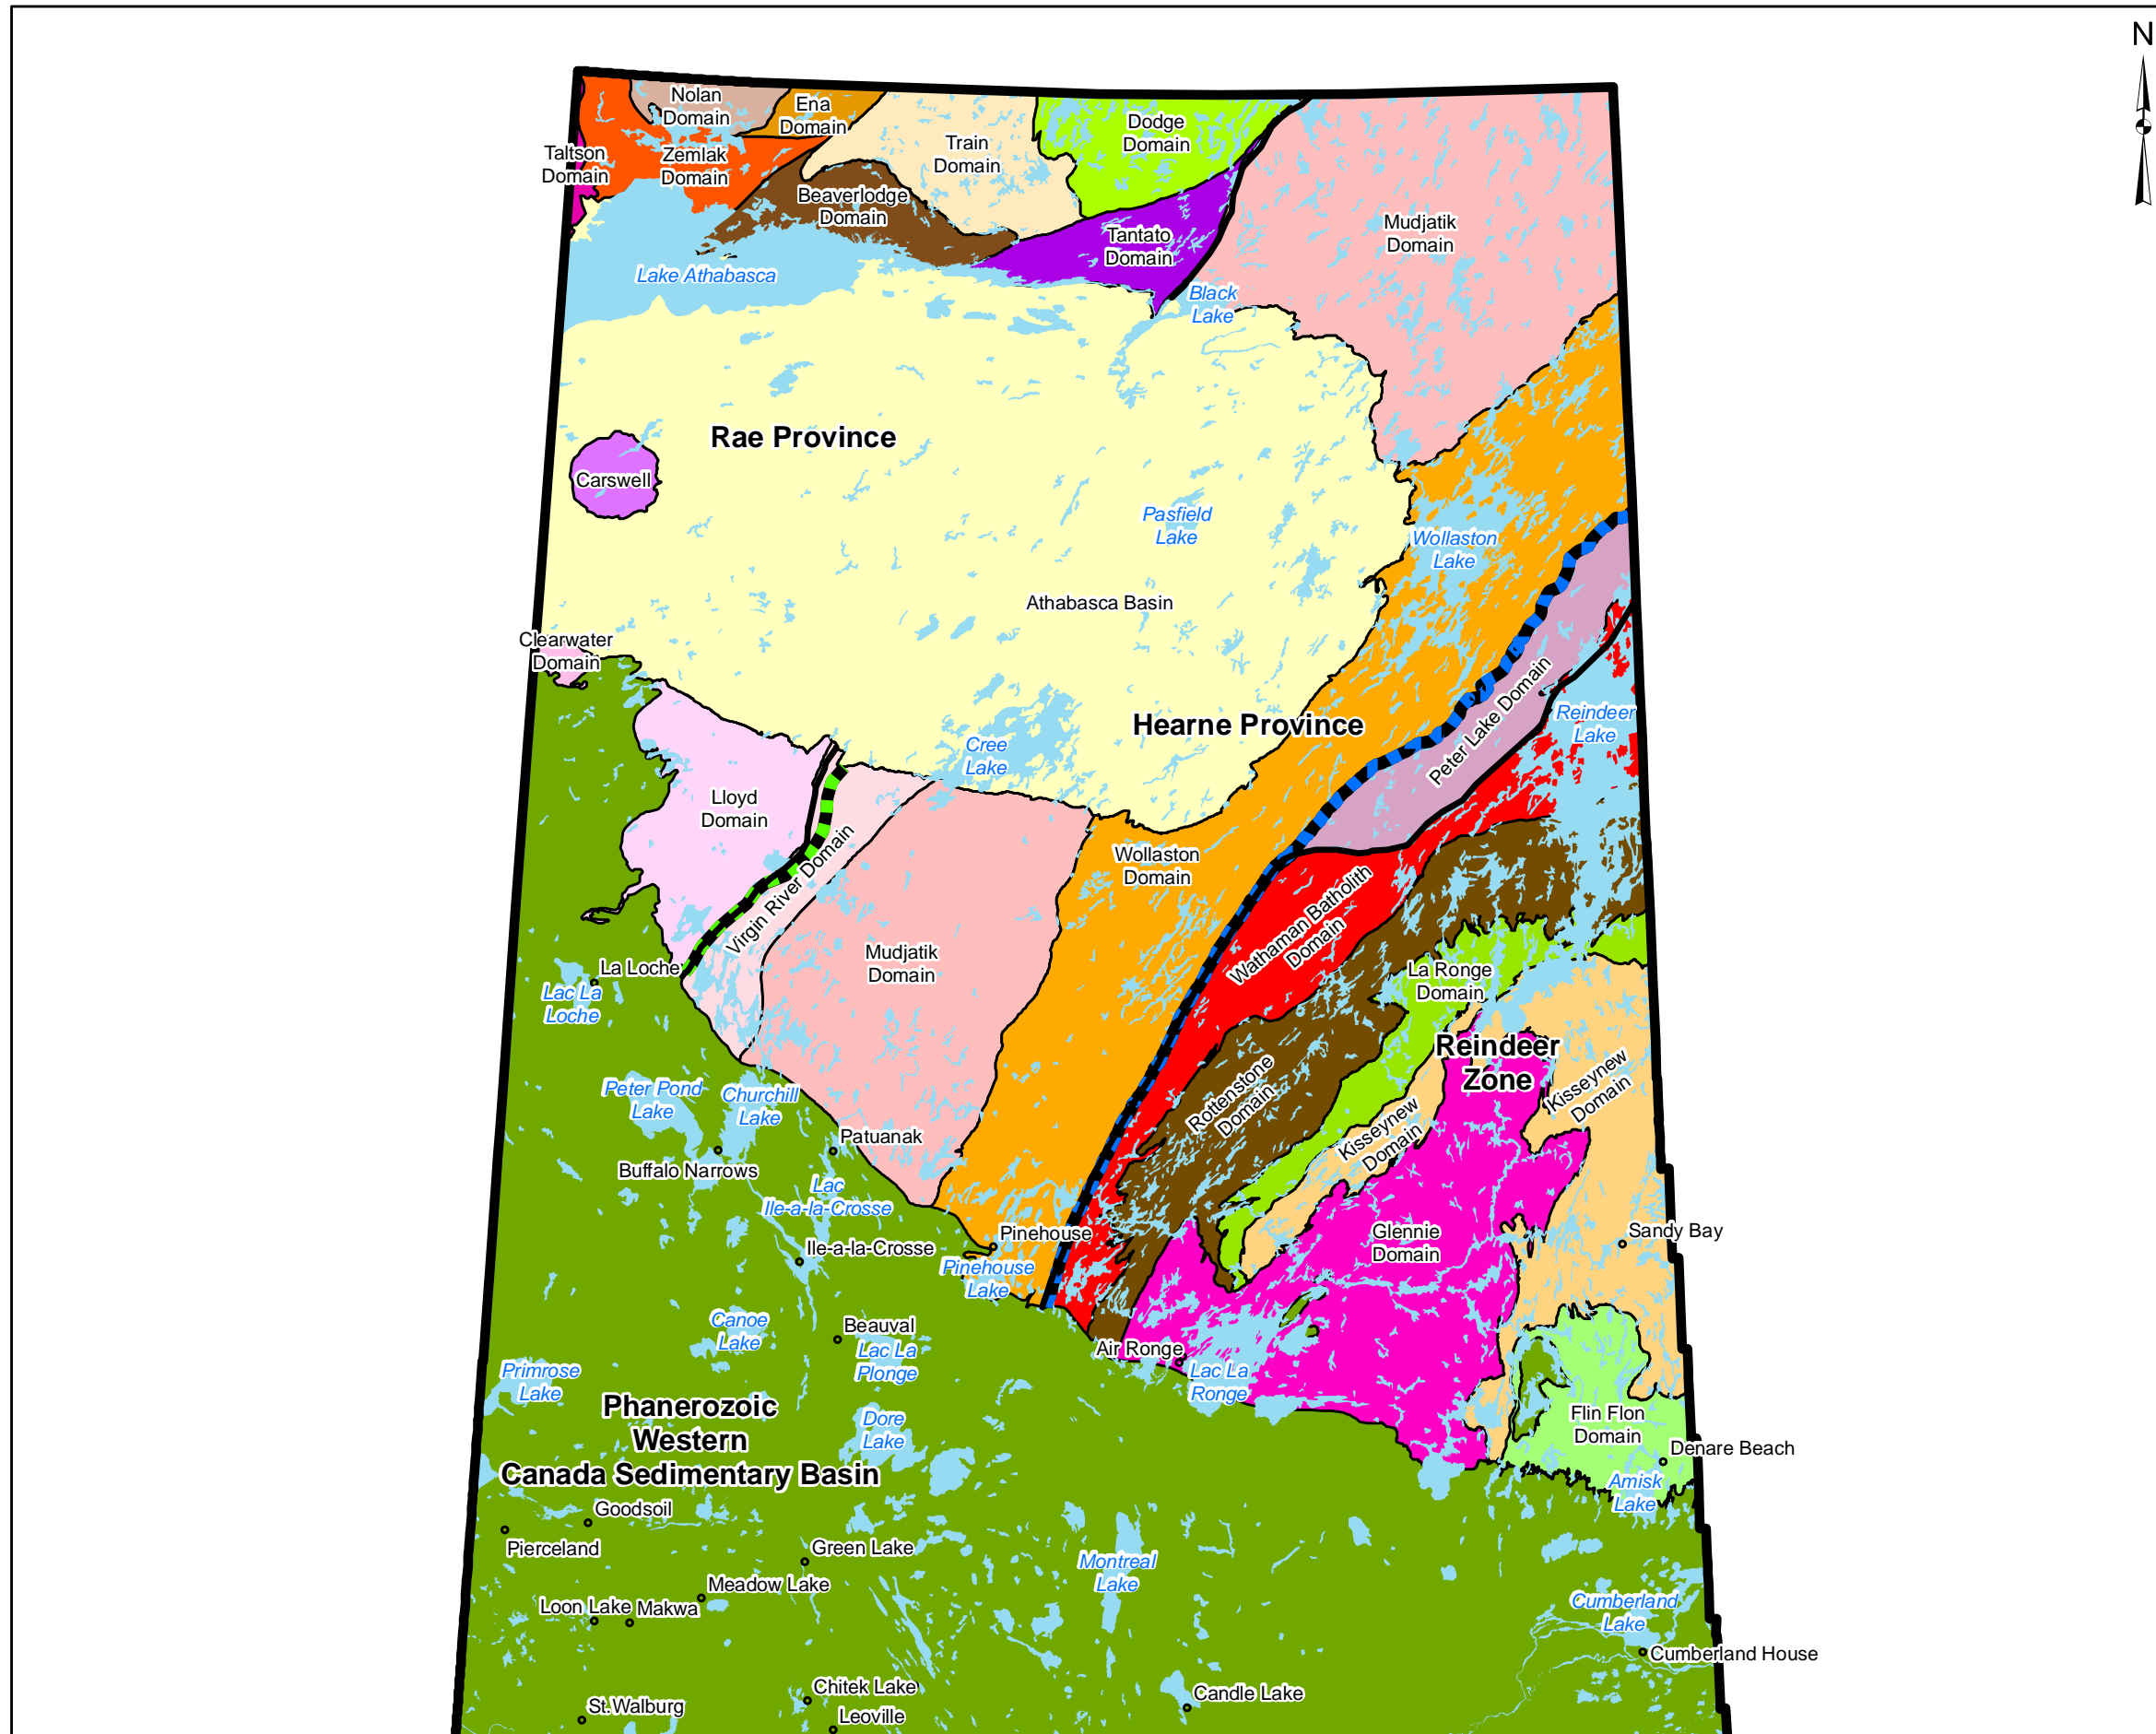 N
Nolan
Domain
Ena
Domain
Train
Domain
Dodge
Domain
Taltson
Domain
Zemlak
Domain
Beaverlodge
Domain
Tantato
Domain
Mudjatik
Domain
Lake Athabasca
Black
Lake
Rae Province
Carswell
Pasfield
Lake
Wollaston
Lake
Athabasca Basin
Clearwater
Domain
Hearne Province
Cree
Lake
Peter Lake Domain
Reindeer
Lake
Lloyd
Domain
Virgin River Domain
Wollaston
Domain
Mudjatik
Domain
Wathaman Batholith
Domain
La Ronge
Domain
La Loche
Lac La
Loche
Reindeer
Zone
Rottenstone
Domain
Kisseynew
Domain
Kisseynew
Domain
Peter Pond
Lake
Churchill
Lake
Patuanak
Buffalo Narrows
Lac
Ile-a-la-Crosse
Ile-a-la-Crosse
Pinehouse
Pinehouse
Lake
Glennie
Domain
Sandy Bay
Canoe
Lake
Beauval
Lac La
Plonge
Air Ronge
Lac La
Ronge
Primrose
Lake
Phanerozoic
Western
Canada Sedimentary Basin
Dore
Lake
Flin Flon
Domain
Denare Beach
Amisk
Lake
Goodsoil
Pierceland
Green Lake
Montreal
Lake
Meadow Lake
Loon Lake
Makwa
Cumberland
Lake
Cumberland House
Chitek Lake
Candle Lake
St.Walburg
Leoville